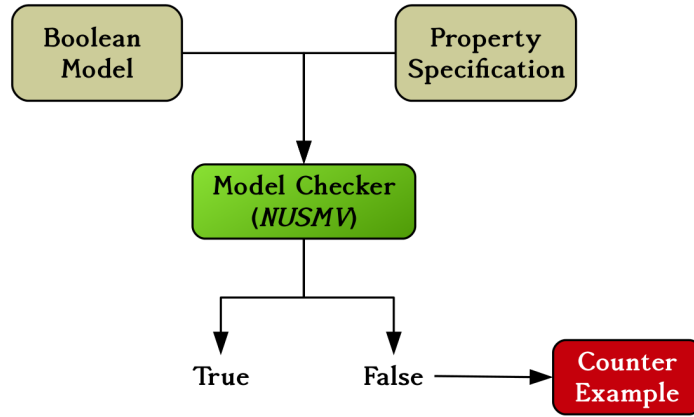 Boolean
Model
Property
Specification
Model Checker
(NUSMV)
True
False
Counter
Example